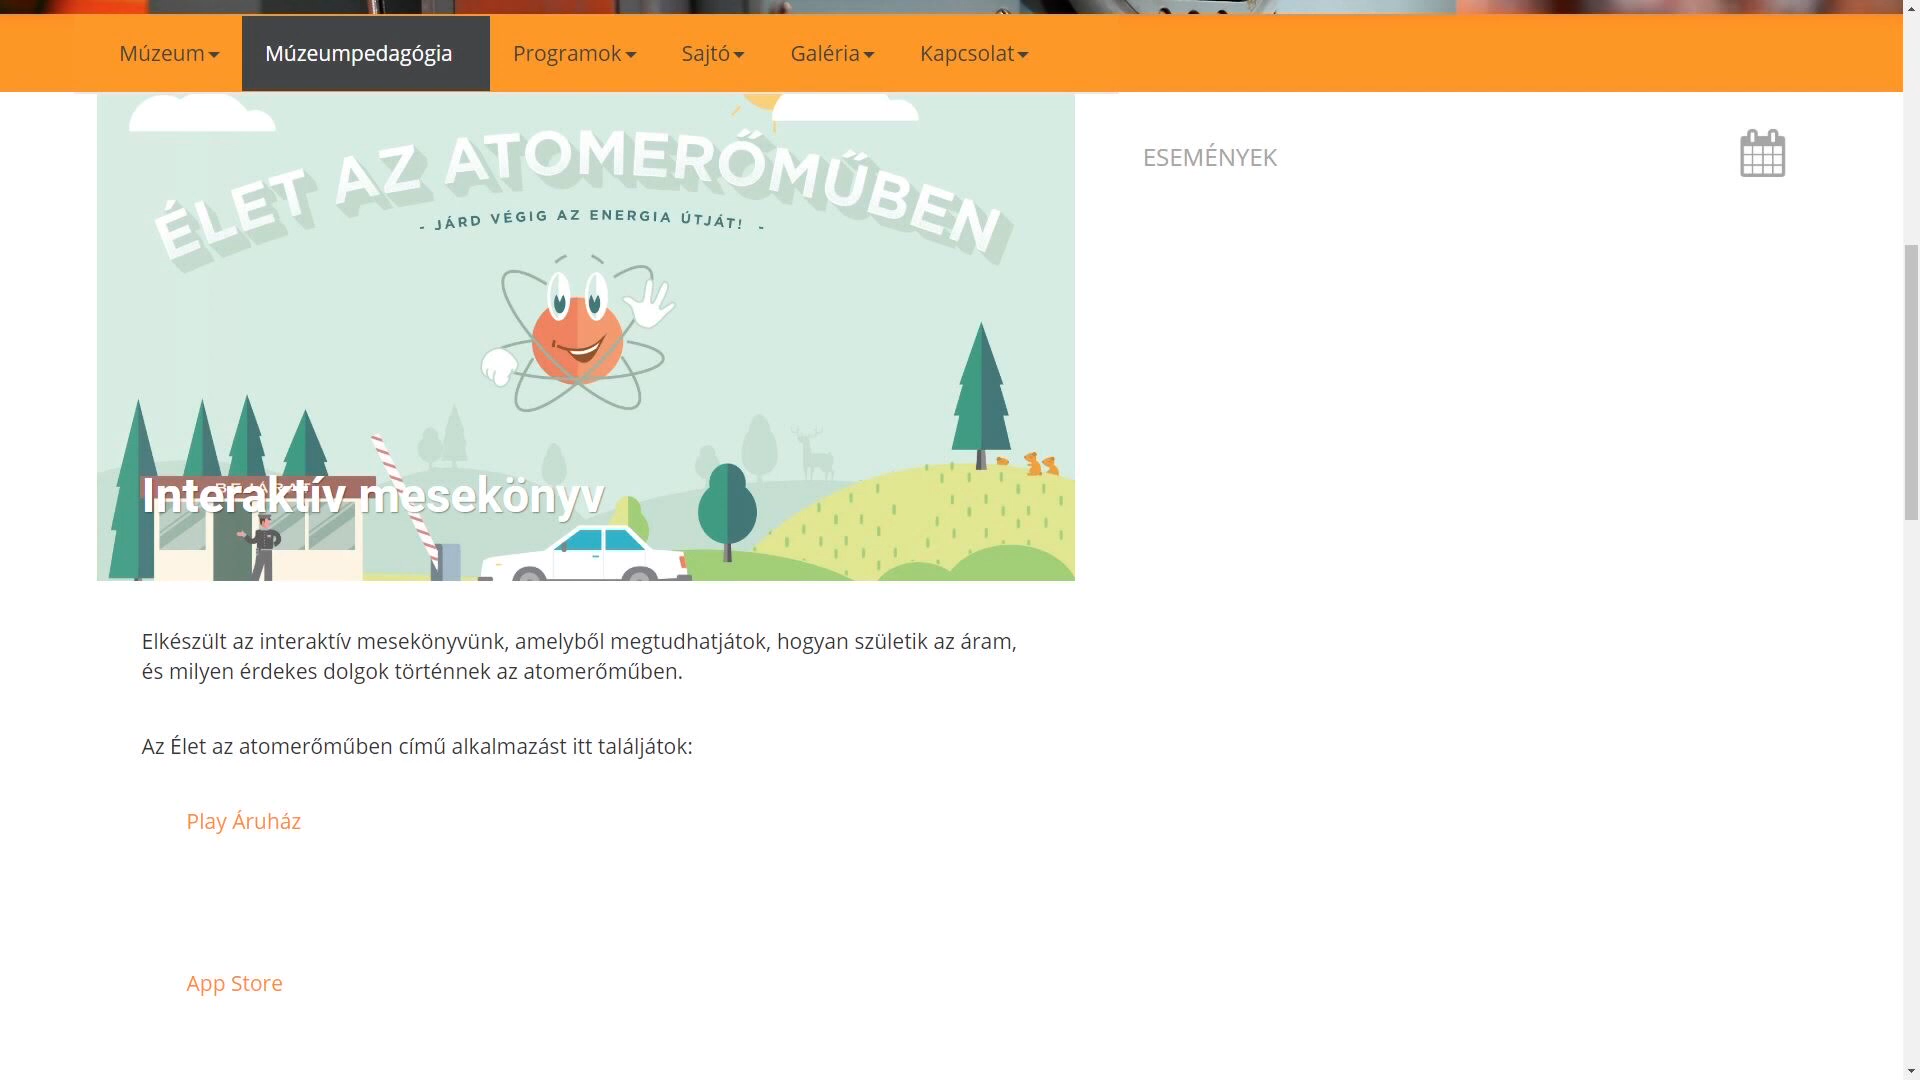 Múzeum
Múzeumpedagógia
Programok
Sajtó
Galéria
Kapcsolat
ÉLET AZ ATOMERŐMŰBEN
- JÁRD VÉGIG AZ ENERGIA ÚTJÁT! -
BEJÁRAT
Interaktív mesekönyv
ESEMÉNYEK
Elkészült az interaktív mesekönyvünk, amelyből megtudhatjátok, hogyan születik az áram,
és milyen érdekes dolgok történnek az atomerőműben.
Az Élet az atomerőműben című alkalmazást itt találjátok:
Play Áruház
App Store